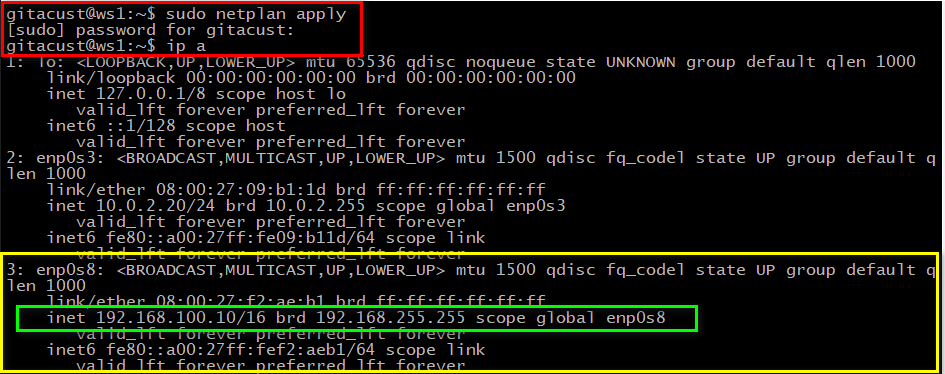 gitacust@ws1:~$ sudo netplan apply
[sudo] password for gitacust:
gitacust@ws1:~$ ip a
1: lo: <LOOPBACK,UP,LOWER_UP> mtu 65536 qdisc noqueue state UNKNOWN group default qlen 1000
link/loopback 00:00:00:00:00:00 brd 00:00:00:00:00:00
inet 127.0.0.1/8 scope host lo
valid_lft forever preferred_lft forever
inet6 ::1/128 scope host
valid_lft forever preferred_lft forever
2: enp0s3: <BROADCAST,MULTICAST,UP,LOWER_UP> mtu 1500 qdisc fq_codel state UP group default q
len 1000
link/ether 08:00:27:09:b1:1d brd ff:ff:ff:ff:ff:ff
inet 10.0.2.20/24 brd 10.0.2.255 scope global enp0s3
valid_lft forever preferred_lft forever
inet6 fe80::a00:27ff:fe09:b11d/64 scope link
valid_lft forever preferred_lft forever
3: enp0s8: <BROADCAST,MULTICAST,UP,LOWER_UP> mtu 1500 qdisc fq_codel state UP group default q
len 1000
link/ether 08:00:27:f2:ae:b1 brd ff:ff:ff:ff:ff:ff
inet 192.168.100.10/16 brd 192.168.255.255 scope global enp0s8
valid_lft forever preferred_lft forever
inet6 fe80::a00:27ff:fef2:aeb1/64 scope link
valid_lft forever preferred_lft forever